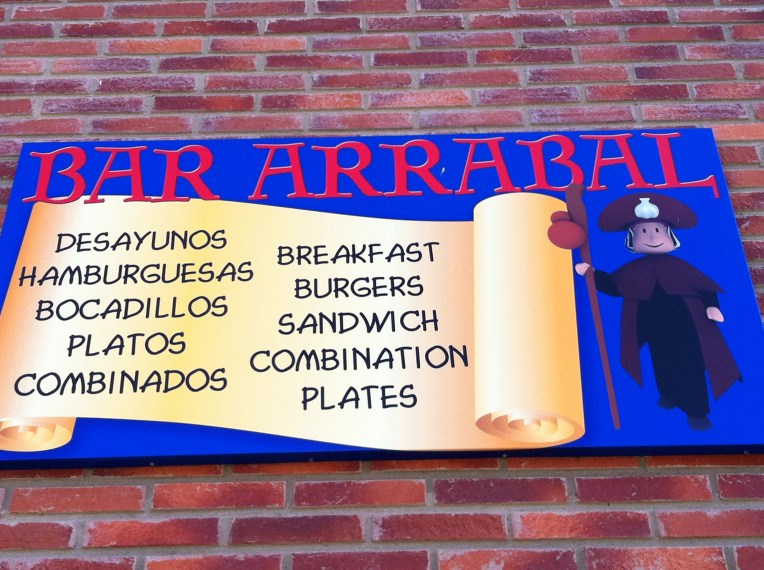 BAR ARRABAL
DESAYUNOS
HAMBURGUESAS
BOCADILLOS
PLATOS
COMBINADOS
BREAKFAST
BURGERS
SANDWICH
COMBINATION
PLATES